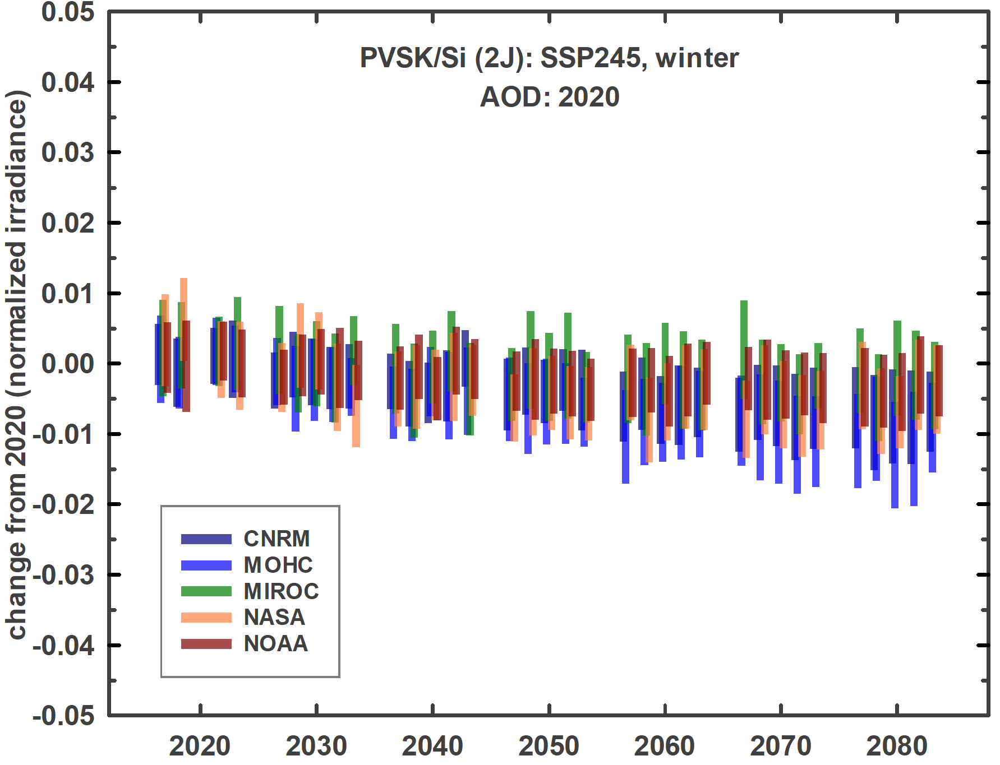 PVSK/Si (2J): SSP245, winter
AOD: 2020
change from 2020 (normalized irradiance)
0.05
0.04
0.03
0.02
0.01
0.00
-0.01
-0.02
-0.03
-0.04
-0.05
CNRM
MOHC
MIROC
NASA
NOAA
2020 2030 2040 2050 2060 2070 2080